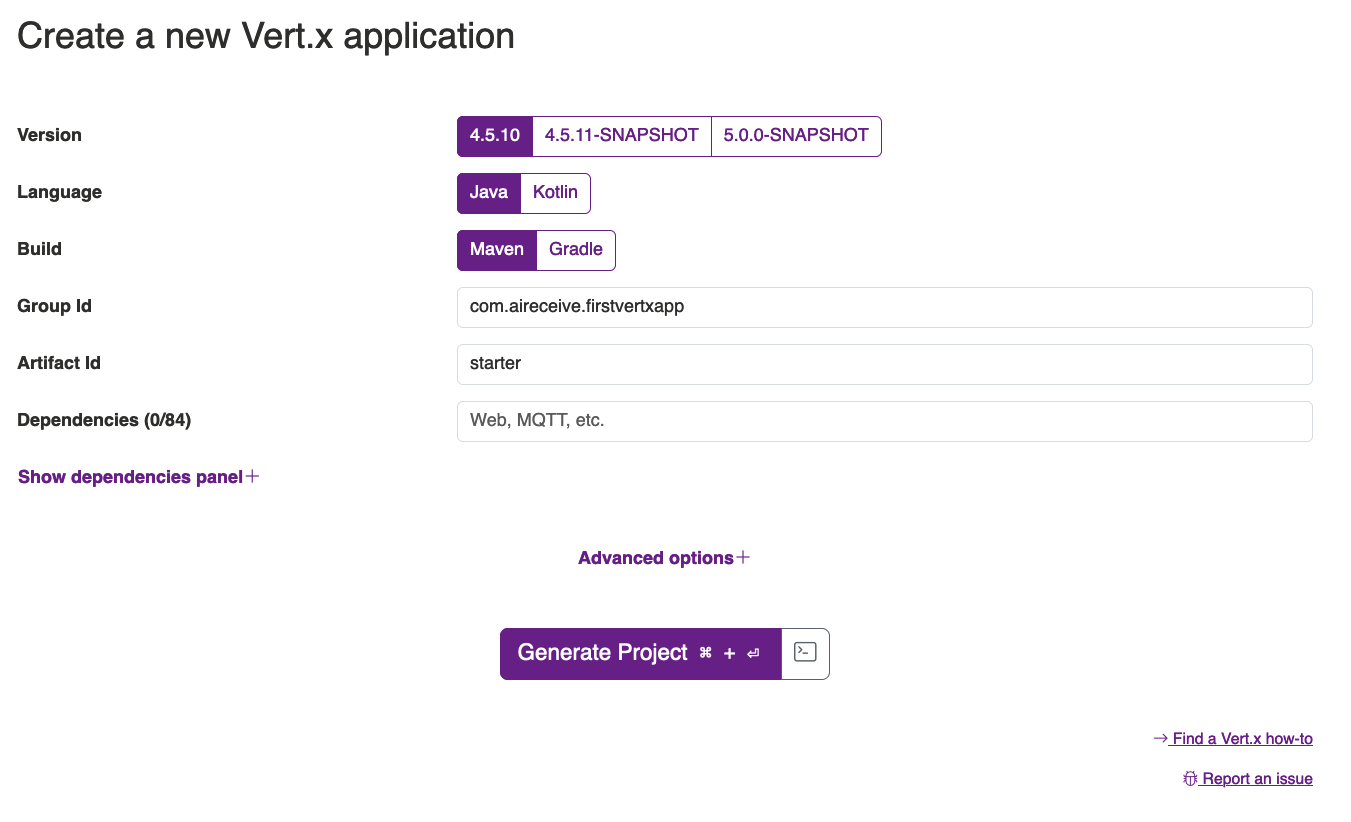 Create a new Vert.x application
Version 4.5.10 4.5.11-SNAPSHOT 5.0.0-SNAPSHOT
Language Java Kotlin
Build Maven Gradle
Group Id com.aireceive.firstvertxapp
Artifact Id starter
Dependencies (0/84) Web, MQTT, etc.
Show dependencies panel+
Advanced options+
Generate Project ⌘ + ⏎
→ Find a Vert.x how-to
Report an issue